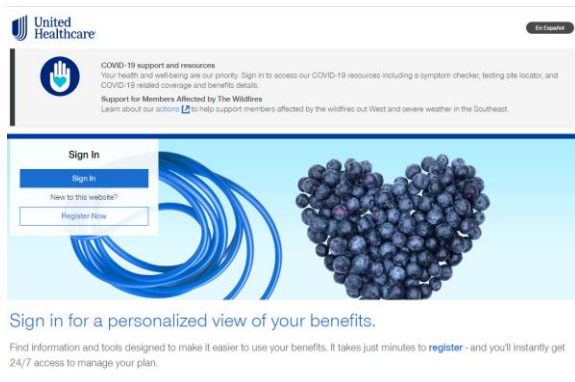 United
Healthcare
En Español
COVID-19 support and resources
Your health and well-being are our priority. Sign in to access our COVID-19 resources including a symptom checker, testing site locator, and
COVID-19 related coverage and benefits details.
Support for Members Affected by The Wildfires
Learn about our actions to help support members affected by the wildfires out West and severe weather in the Southeast.
Sign In
Sign In
New to this website?
Register Now
Sign in for a personalized view of your benefits.
Find information and tools designed to make it easier to use your benefits. It takes just minutes to register - and you'll instantly get
24/7 access to manage your plan.